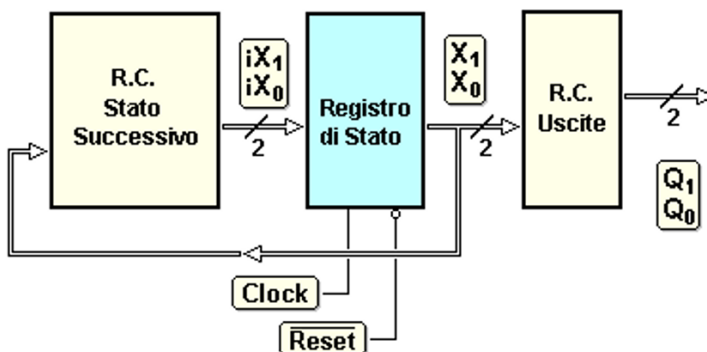 R.C.
Stato
Successivo
iX1
iX0
2
Registro
di Stato
X1
X0
2
R.C.
Uscite
2
Q1
Q0
Clock
Reset